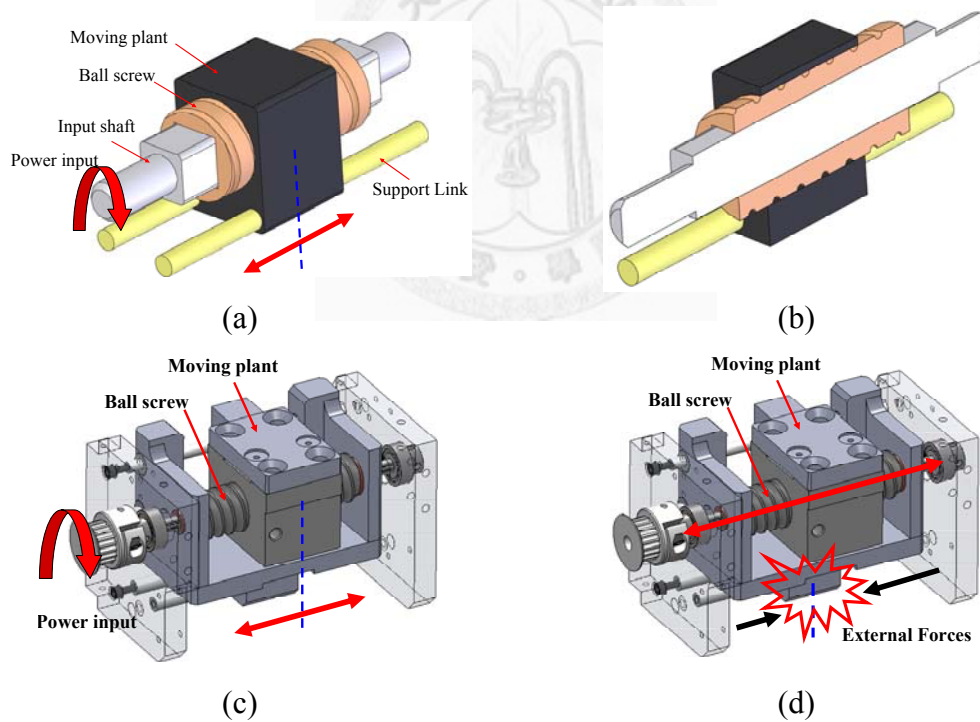 Moving plant
Ball screw
Input shaft
Power input
Support Link
(a)
(b)
Moving plant
Ball screw
Power input
(c)
Moving plant
Ball screw
External Forces
(d)